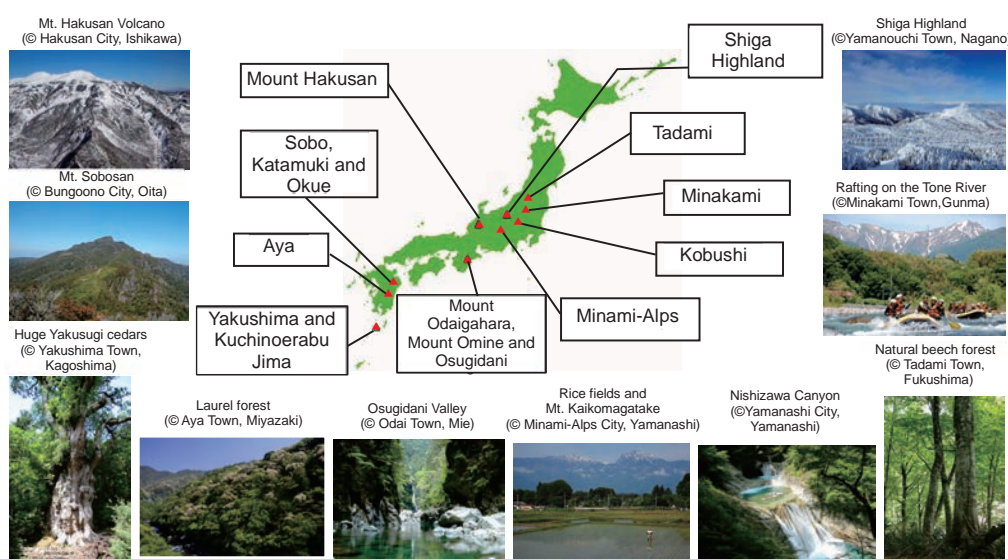 Mt. Hakusan Volcano
(© Hakusan City, Ishikawa)
Mt. Sobosan
(© Bungoono City, Oita)
Huge Yakusugi cedars
(© Yakushima Town,
Kagoshima)
Mount Hakusan
Sobo,
Katamuki and
Okue
Aya
Yakushima and
Kuchinoerabu
Jima
Mount
Odaigahara,
Mount Omine and
Osugidani
Shiga
Highland
Tadami
Minakami
Kobushi
Minami-Alps
Shiga Highland
(©Yamanouchi Town, Nagano)
Rafting on the Tone River
(©Minakami Town,Gunma)
Natural beech forest
(© Tadami Town,
Fukushima)
Laurel forest
(© Aya Town, Miyazaki)
Osugidani Valley
(© Odai Town, Mie)
Rice fields and
Mt. Kaikomagatake
(© Minami-Alps City, Yamanashi)
Nishizawa Canyon
(©Yamanashi City,
Yamanashi)